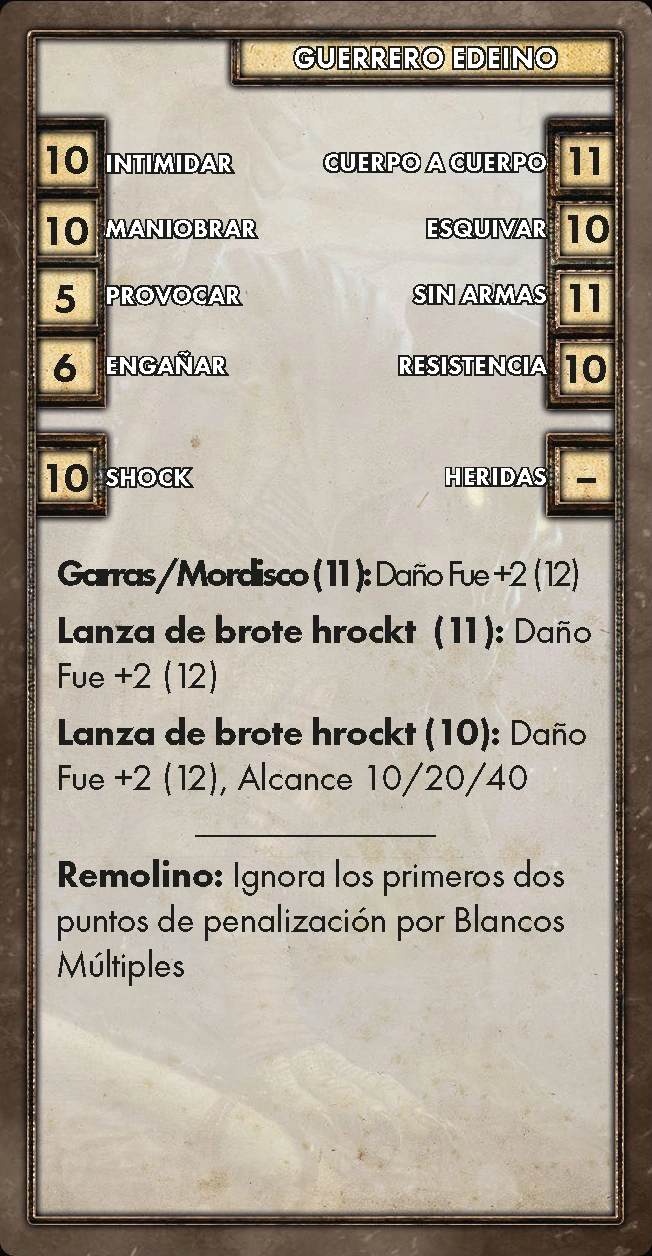 GUERRERO EDEINO
10 INTIMIDAR CUERPO A CUERPO 11
10 MANIOBRAR ESQUIVAR 10
5 PROVOCAR SIN ARMAS 11
6 ENGAÑAR RESISTENCIA 10
10 SHOCK HERIDAS –
Garras/Mordisco (11): Daño Fue +2 (12)
Lanza de brote hrockt (11): Daño
Fue +2 (12)
Lanza de brote hrockt (10): Daño
Fue +2 (12), Alcance 10/20/40
Remolino: Ignora los primeros dos
puntos de penalización por Blancos
Múltiples